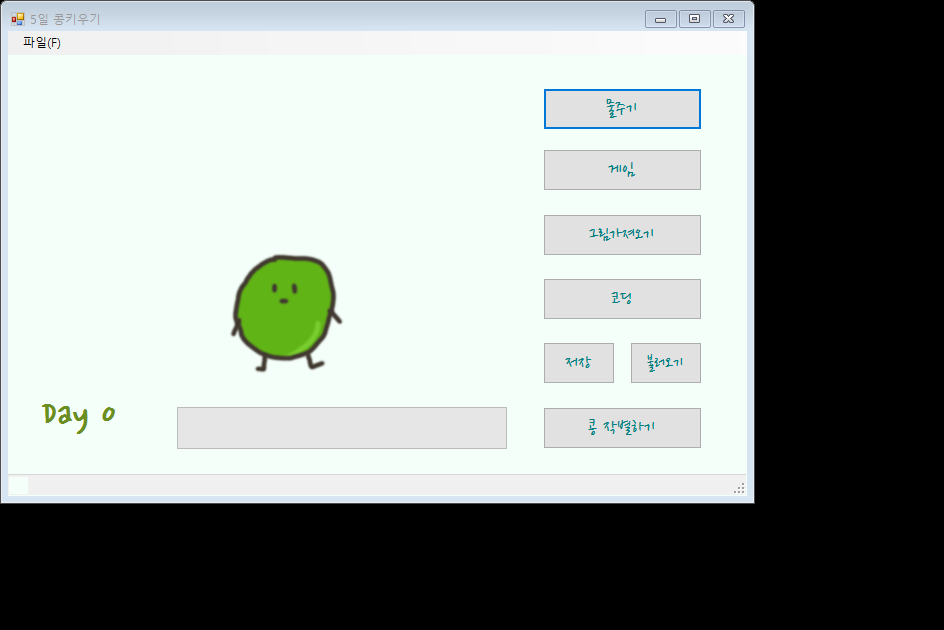 5일 콩키우기
파일(F)
물주기
게임
그림가져오기
코딩
저장 불러오기
Day 0
콩 작별하기